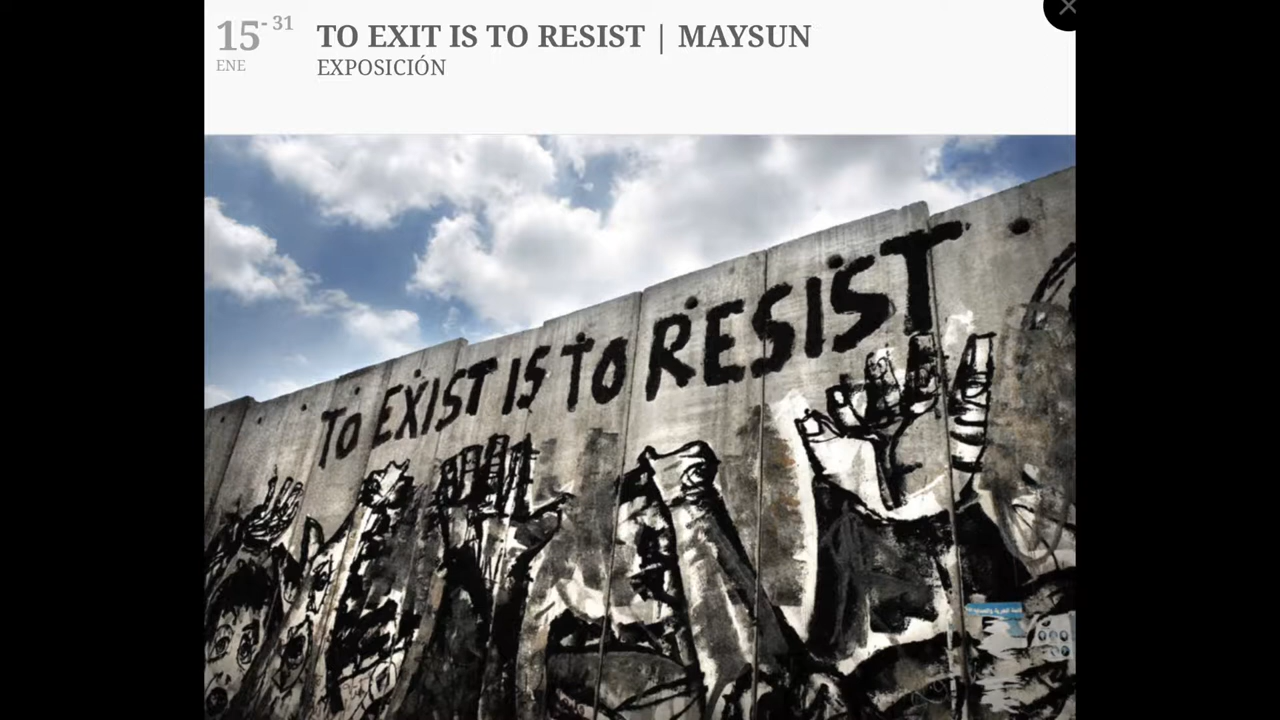 15- 31
ENE
TO EXIT IS TO RESIST | MAYSUN
EXPOSICIÓN
TO EXIST IS TO RESIST